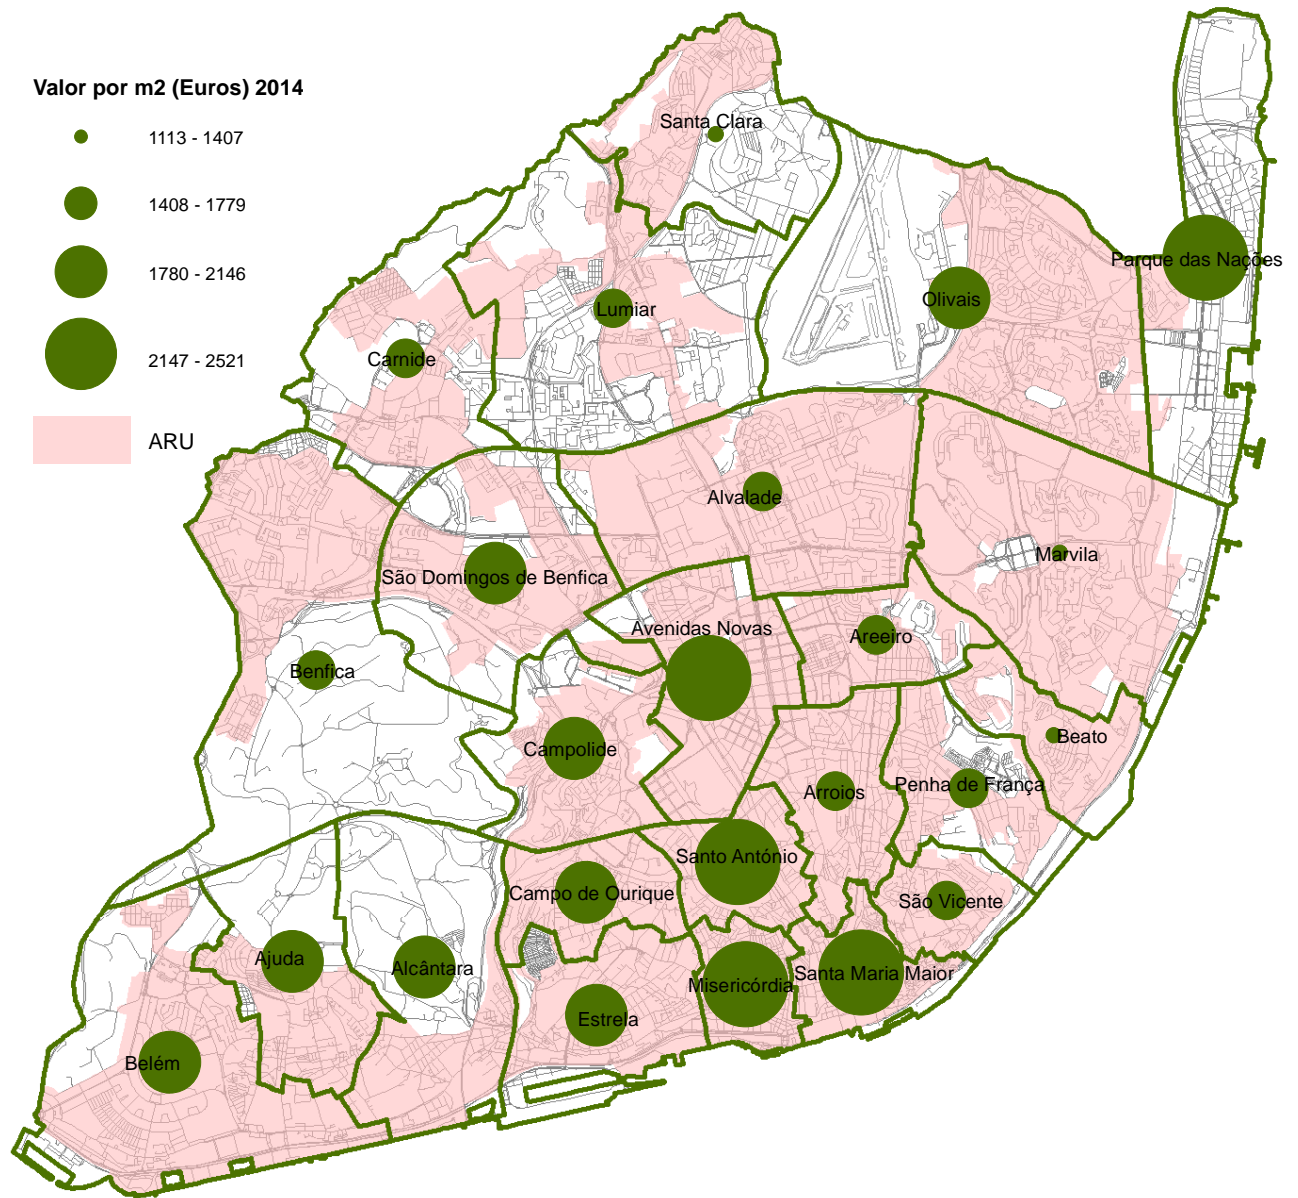 Valor por m2 (Euros) 2014
1113 - 1407
1408 - 1779
1780 - 2146
2147 - 2521
ARU
Santa Clara
Parque das Nações
Olivais
Lumiar
Carnide
Alvalade
Marvila
São Domingos de Benfica
Avenidas Novas
Areeiro
Benfica
Beato
Campolide
Penha de França
Arroios
Santo António
Campo de Ourique
São Vicente
Ajuda
Alcântara
Santa Maria Maior
Misericórdia
Estrela
Belém